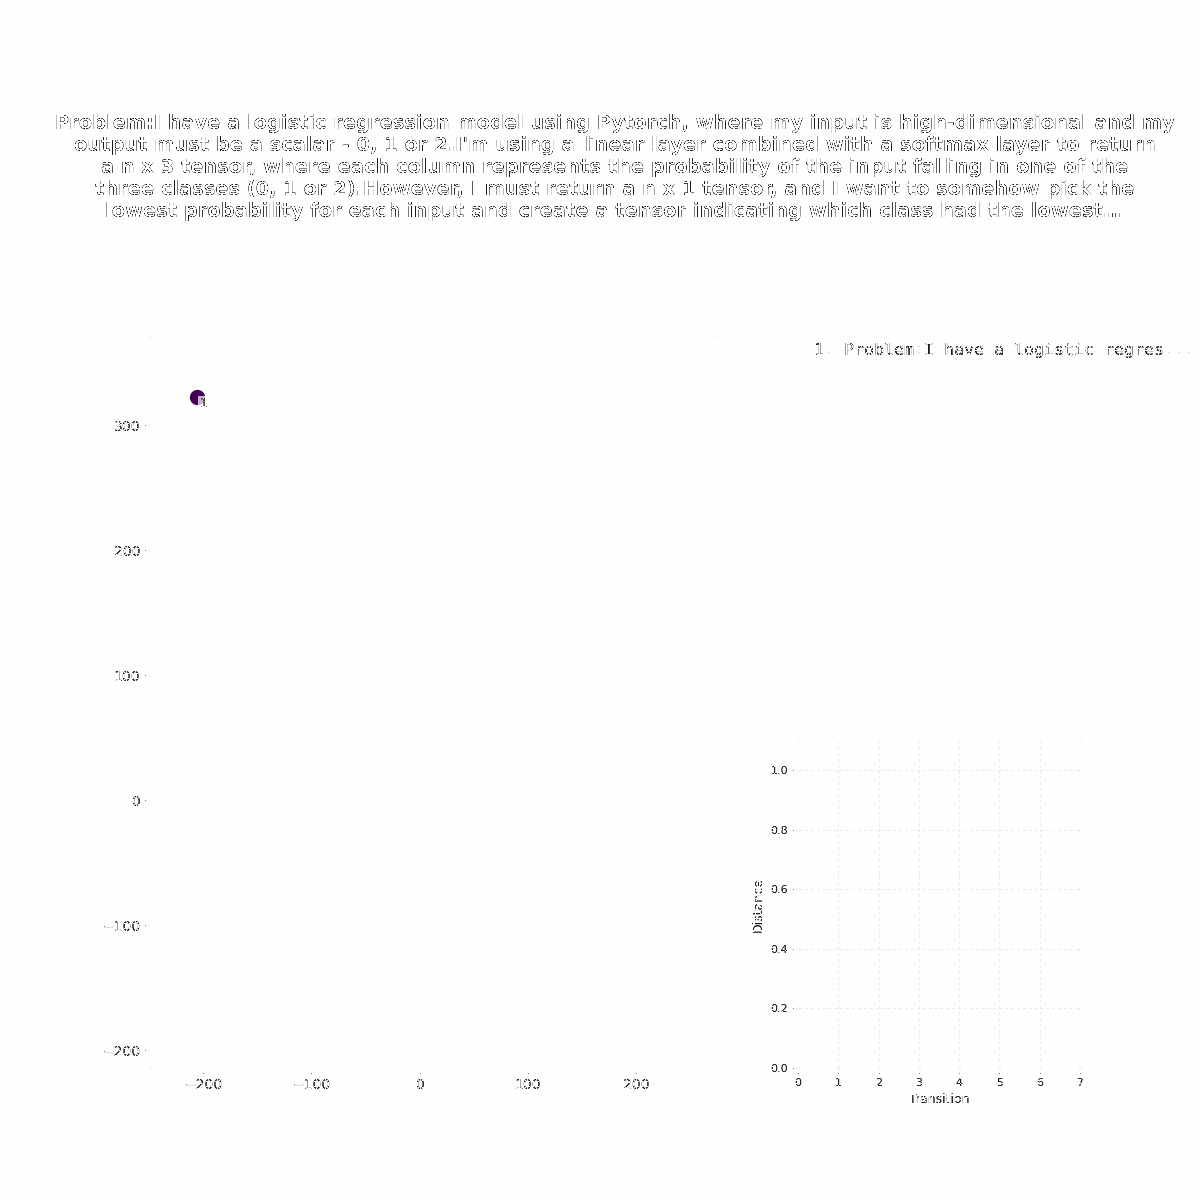 Problem:I have a logistic regression model using Pytorch, where my input is high-dimensional and my
output must be a scalar - 0, 1 or 2.I'm using a linear layer combined with a softmax layer to return
a n x 3 tensor, where each column represents the probability of the input falling in one of the
three classes (0, 1 or 2).However, I must return a n x 1 tensor, and I want to somehow pick the
lowest probability for each input and create a tensor indicating which class had the lowest...
1. Problem:I have a logistic regres...
1
300
200
100
0
−100
−200
−200 −100 0 100 200
1.0
0.8
0.6
0.4
0.2
0.0
Distance
0 1 2 3 4 5 6 7
Transition